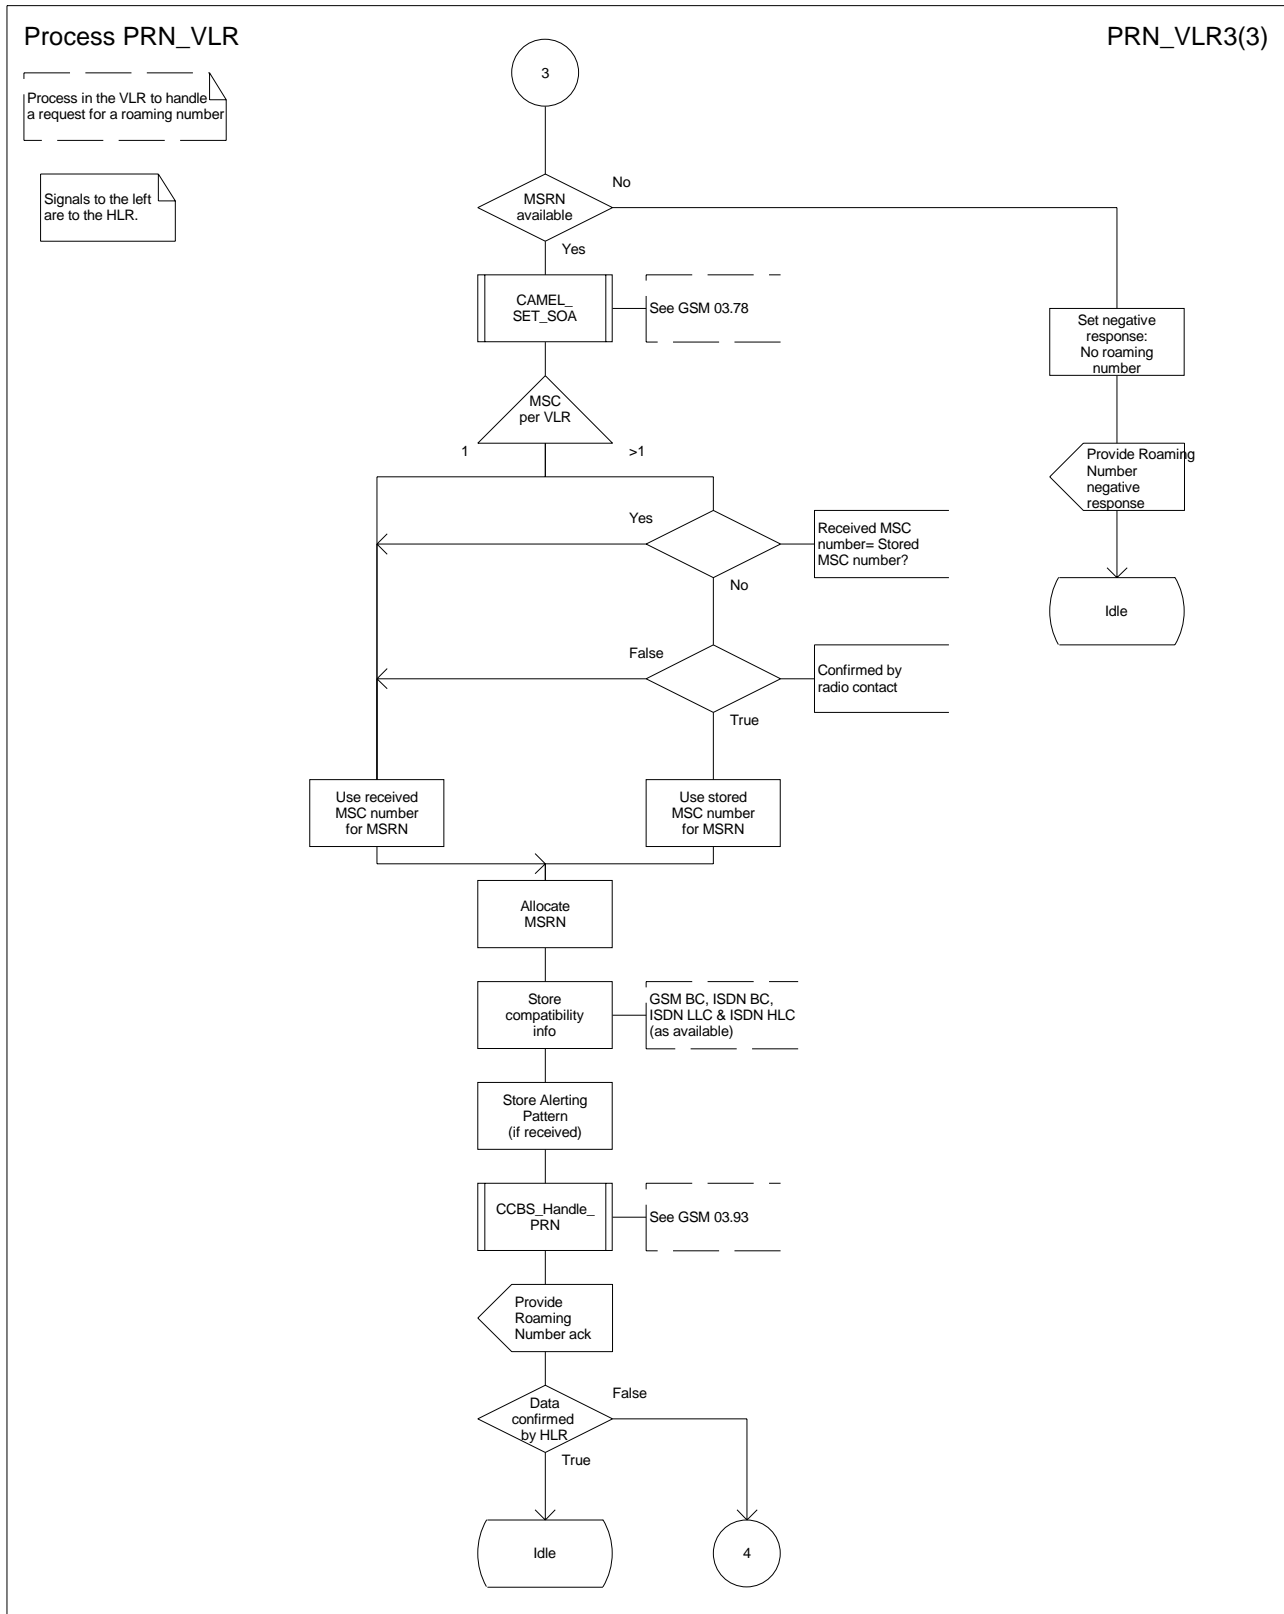 Process PRN_VLR
PRN_VLR3(3)
Process in the VLR to handle
a request for a roaming number
Signals to the left
are to the HLR.
3
MSRN
available
No
Yes
CAMEL_
SET_SOA
See GSM 03.78
Set negative
response:
No roaming
number
MSC
per VLR
1
>1
Provide Roaming
Number
negative
response
Yes
Received MSC
number= Stored
MSC number?
No
Idle
False
Confirmed by
radio contact
True
Use received
MSC number
for MSRN
Use stored
MSC number
for MSRN
Allocate
MSRN
Store
compatibility
info
GSM BC, ISDN BC,
ISDN LLC & ISDN HLC
(as available)
Store Alerting
Pattern
(if received)
CCBS_Handle_
PRN
See GSM 03.93
Provide
Roaming
Number ack
Data
confirmed
by HLR
False
True
Idle
4